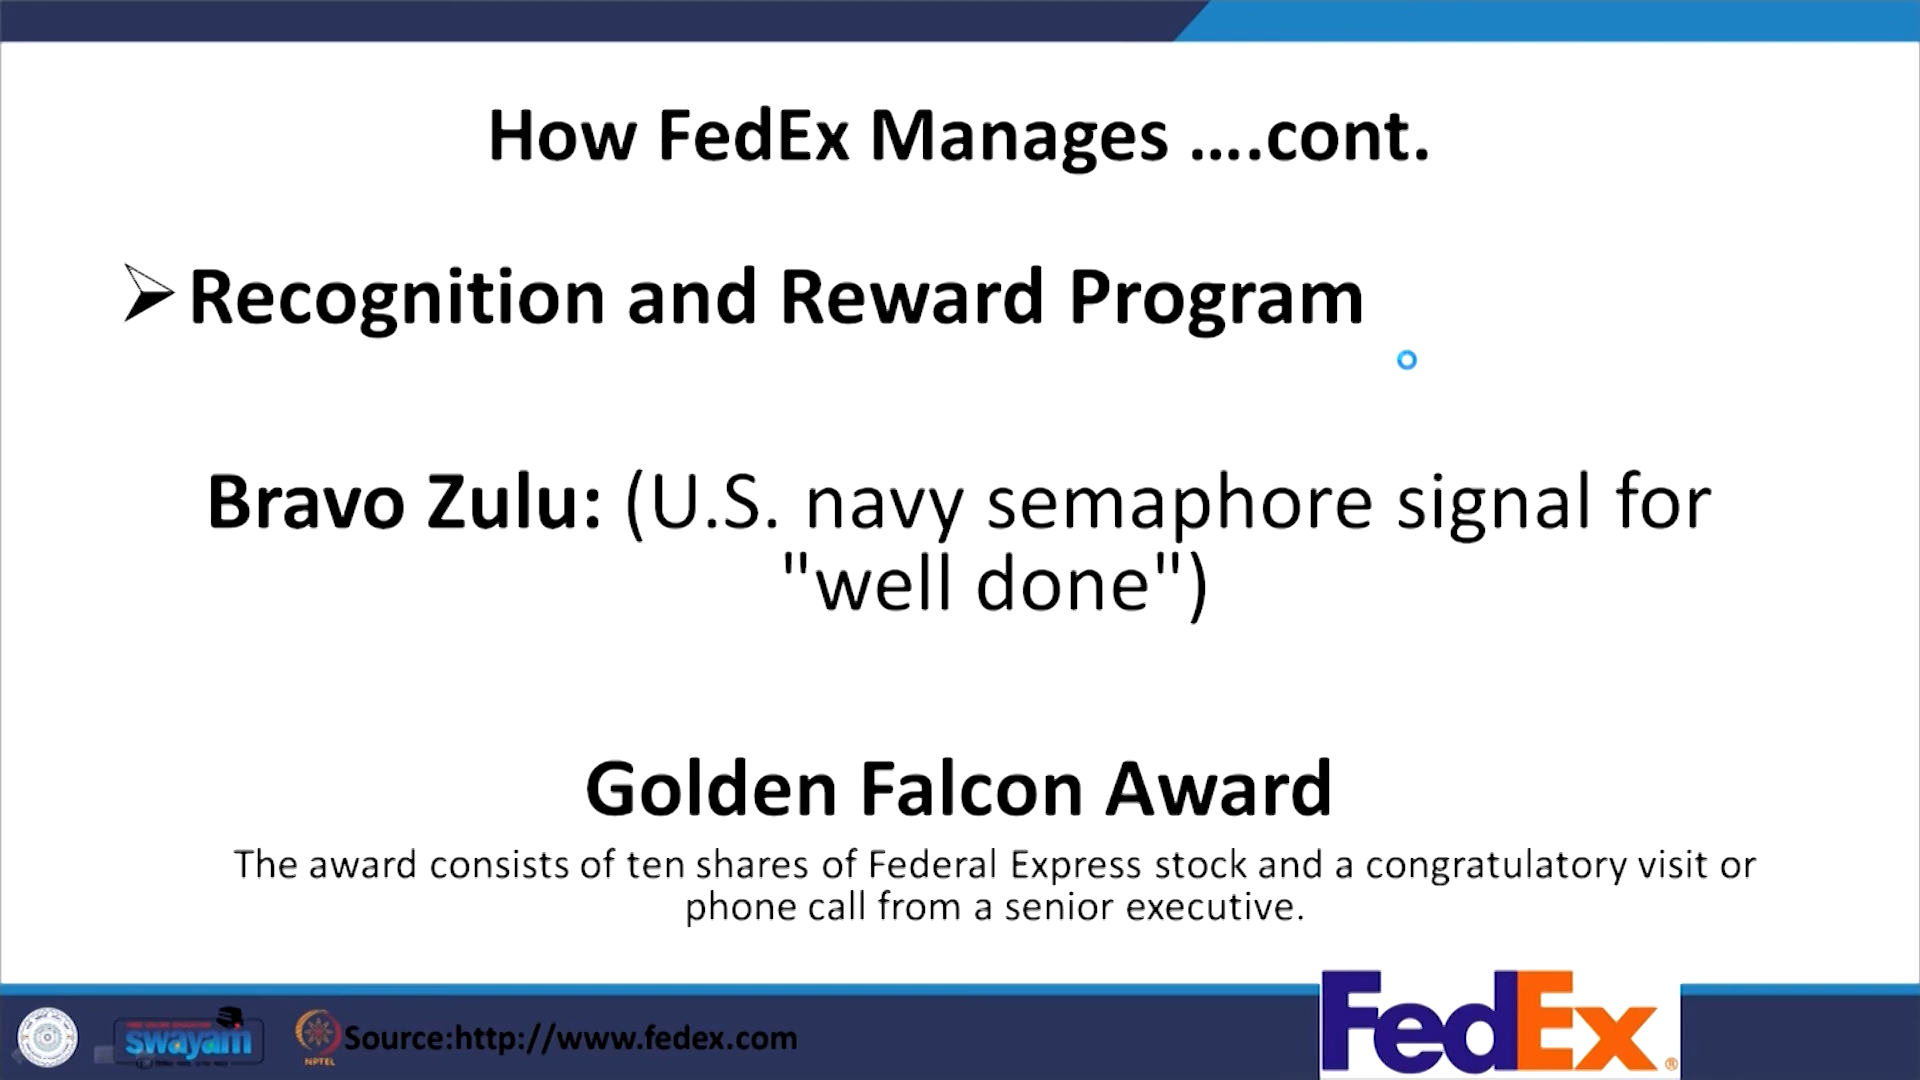 How FedEx Manages ....cont.
➢Recognition and Reward Program
Bravo Zulu: (U.S. navy semaphore signal for
"well done")
Golden Falcon Award
The award consists of ten shares of Federal Express stock and a congratulatory visit or
phone call from a senior executive.
swayam
NPTEL
Source:http://www.fedex.com
FedEx®